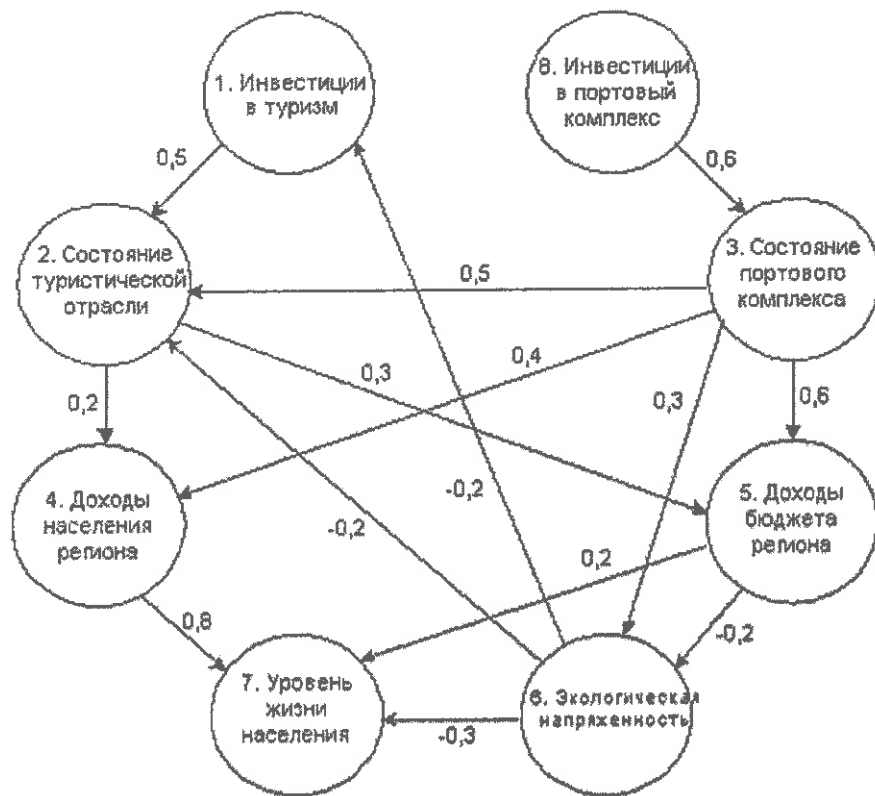 1. Инвестиции
в туризм
8. Инвестиции
в портовый
комплекс
0,5
0,6
2. Состояние
туристической
отрасли
3. Состояние
портового
комплекса
0,5
0,4
0,3
0,2
0,3
0,6
4. Доходы
населения
региона
-0,2
-0,2
5. Доходы
бюджета
региона
0,2
0,8
-0,2
7. Уровень
жизни
населения
6. Экологическая
напряженность
-0,3